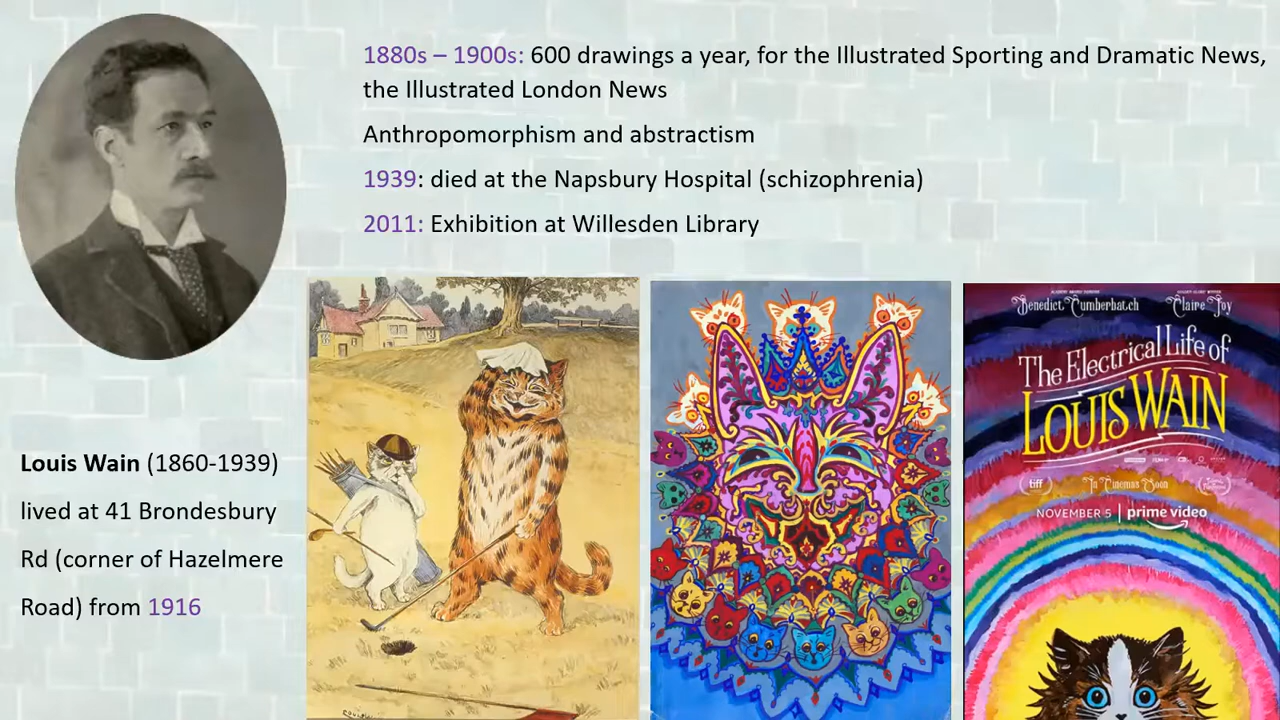 1880s – 1900s: 600 drawings a year, for the Illustrated Sporting and Dramatic News,
the Illustrated London News
Anthropomorphism and abstractism
1939: died at the Napsbury Hospital (schizophrenia)
2011: Exhibition at Willesden Library
Louis Wain (1860-1939)
lived at 41 Brondesbury
Rd (corner of Hazelmere
Road) from 1916
Benedict Cumberbatch Claire Foy
The Electrical Life of
LOUIS WAIN
tiff In Cinemas Soon
NOVEMBER 5 | prime video